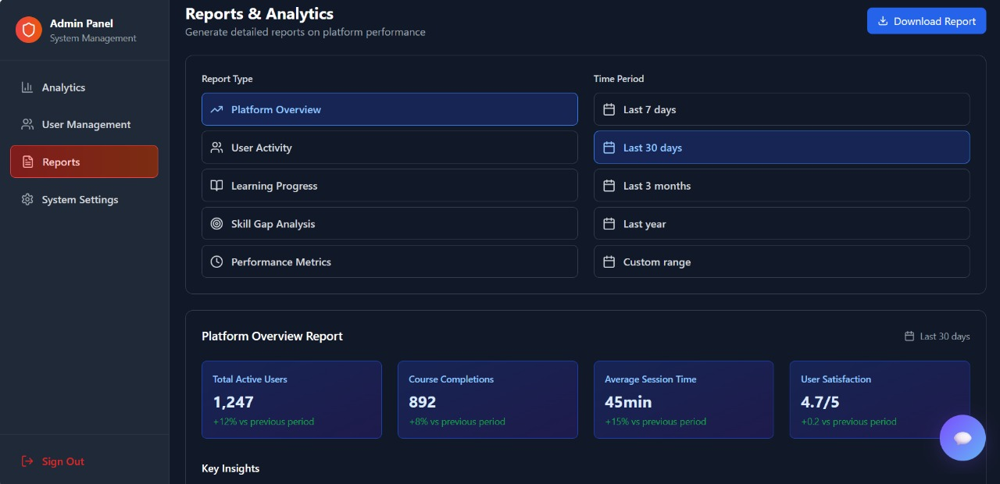 Admin Panel
System Management
Analytics
User Management
Reports
System Settings
Sign Out
Reports & Analytics
Generate detailed reports on platform performance
Download Report
Report Type
Platform Overview
User Activity
Learning Progress
Skill Gap Analysis
Performance Metrics
Time Period
Last 7 days
Last 30 days
Last 3 months
Last year
Custom range
Platform Overview Report
Last 30 days
Total Active Users
1,247
+12% vs previous period
Course Completions
892
+8% vs previous period
Average Session Time
45min
+15% vs previous period
User Satisfaction
4.7/5
+0.2 vs previous period
Key Insights